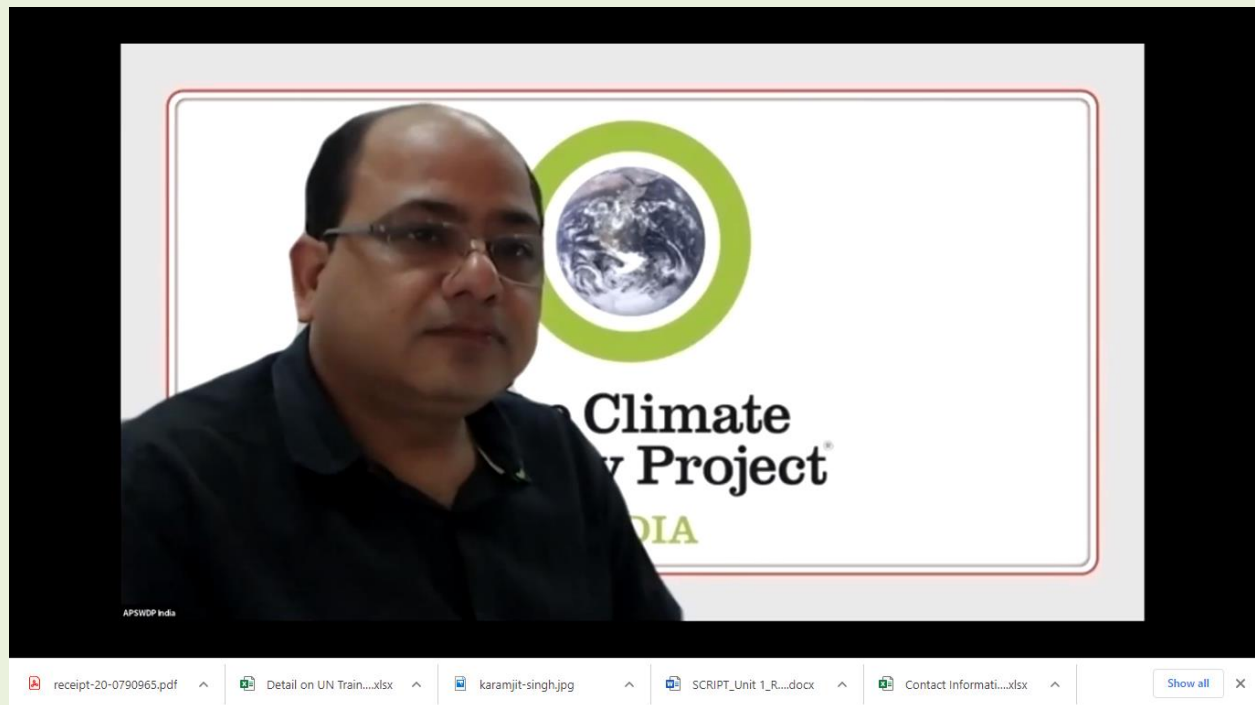 Climate
Project®
DIA
APSWDP India
receipt-20-0790965.pdf
Detail on UN Train....xlsx
karamjit-singh.jpg
SCRIPT_Unit 1_R....docx
Contact Informati....xlsx
Show all